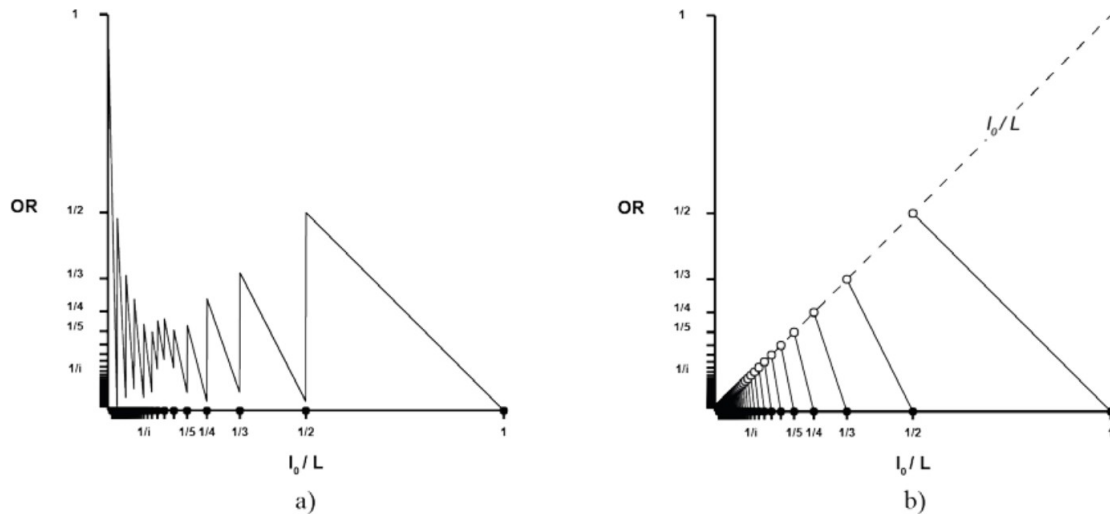 1
OR
1/2
1/3
1/4
1/5
1/i
1/i 1/5 1/4 1/3 1/2 1
l₀ / L
a)
1
l₀ / L
OR
1/2
1/3
1/4
1/5
1/i
1/i 1/5 1/4 1/3 1/2 1
l₀ / L
b)